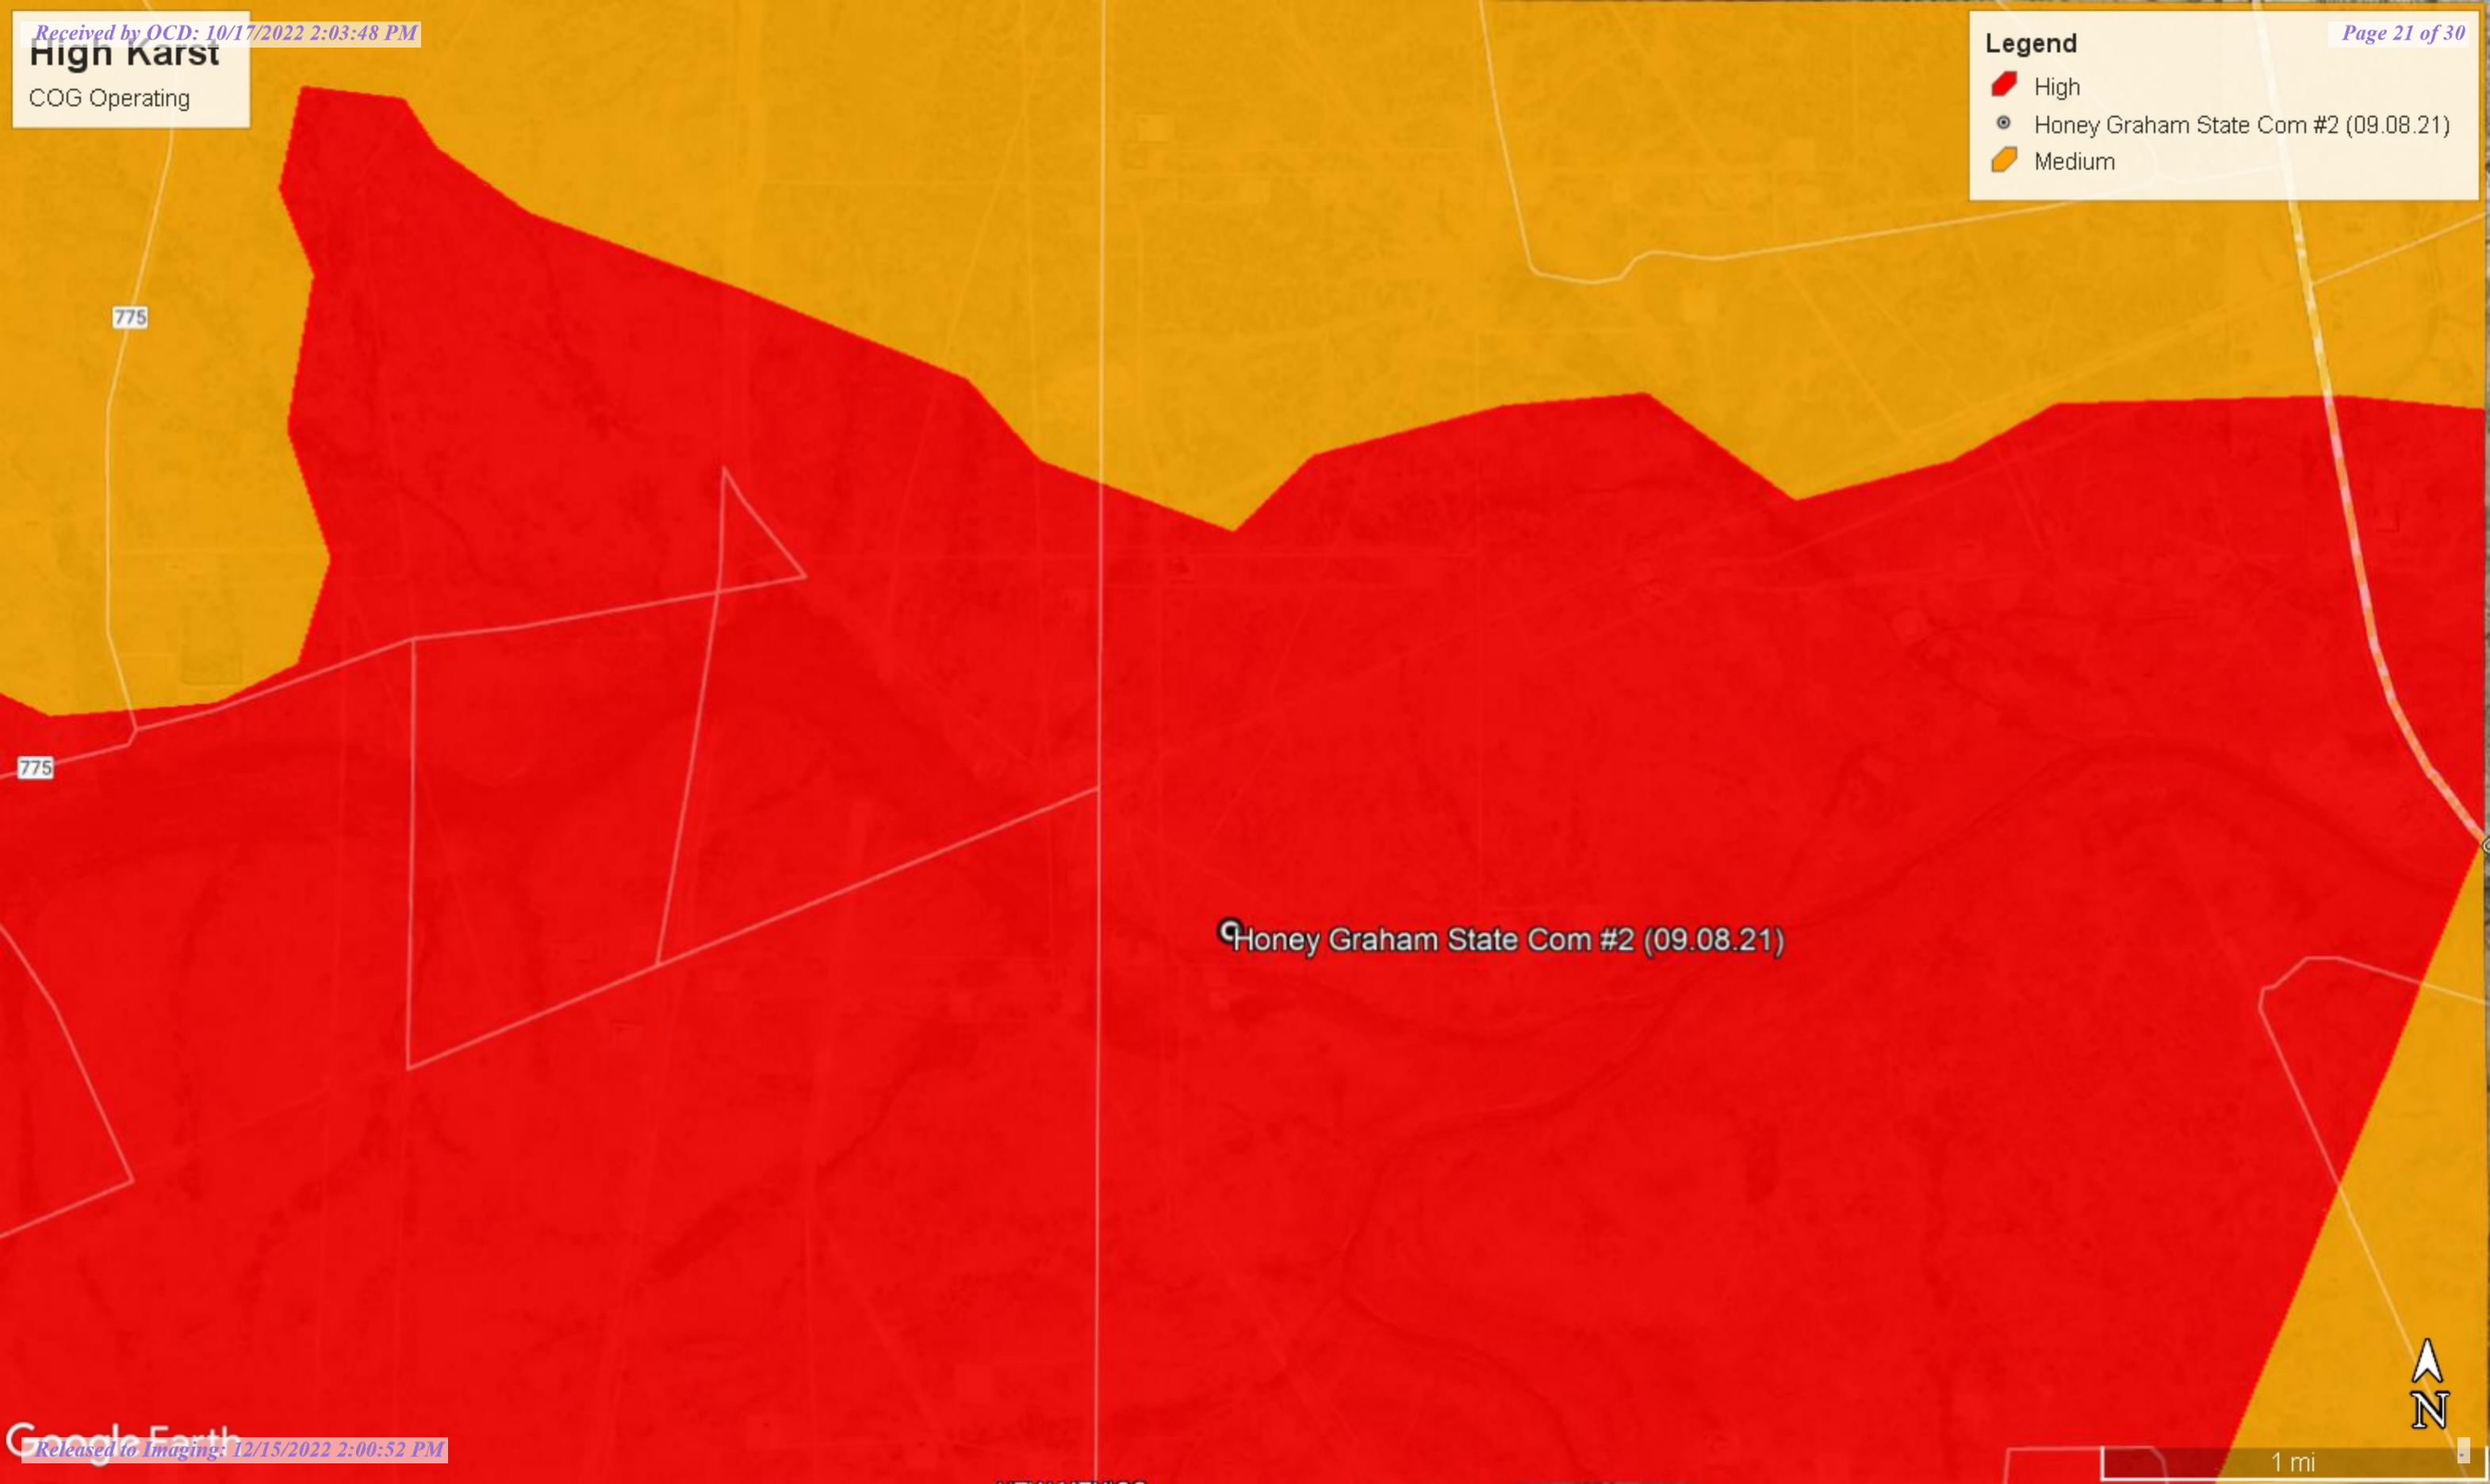 Received by OCD: 10/17/2022 2:03:48 PM
Page 21 of 30
High Karst
COG Operating
Legend
High
Honey Graham State Com #2 (09.08.21)
Medium
775
775
Honey Graham State Com #2 (09.08.21)
N
Google Earth
Released to Imaging: 12/15/2022 2:00:52 PM
1 mi